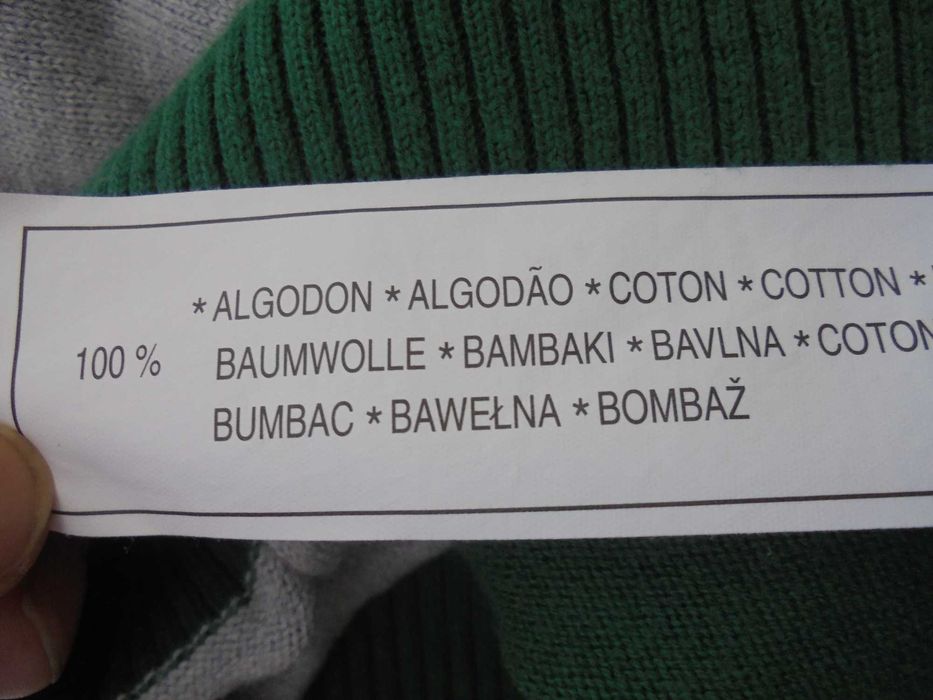 * ALGODON * ALGODÃO * COTON * COTTON *
100 % BAUMWOLLE * BAMBAKI * BAVLNA * COTON
BUMBAC * BAWEŁNA * BOMBAŽ